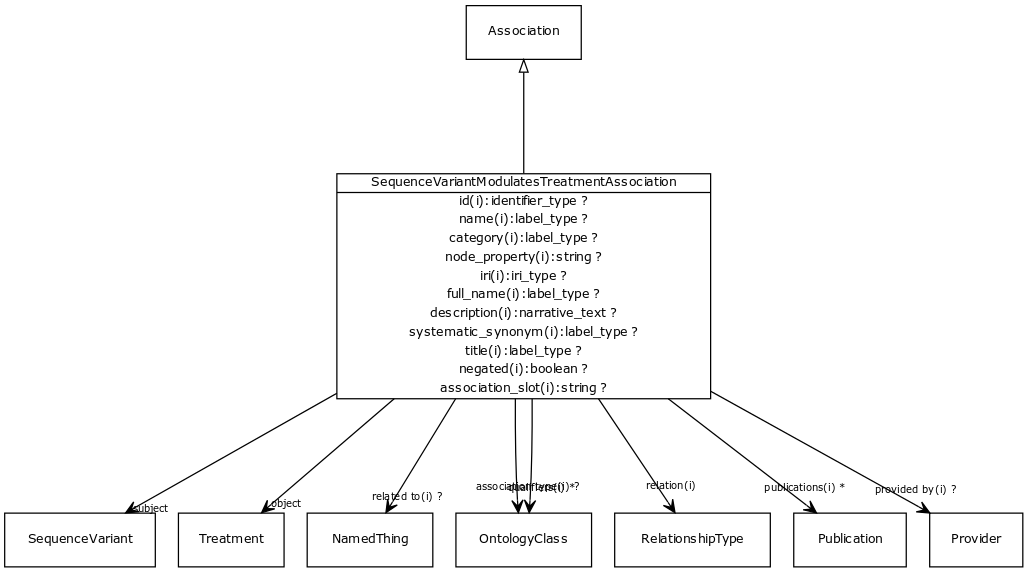 Association
SequenceVariantModulatesTreatmentAssociation
id(i):identifier_type ?
name(i):label_type ?
category(i):label_type ?
node_property(i):string ?
iri(i):iri_type ?
full_name(i):label_type ?
description(i):narrative_text ?
systematic_synonym(i):label_type ?
title(i):label_type ?
negated(i):boolean ?
association_slot(i):string ?
subject
object
related to(i) ?
association type(i) ?
qualifiers(i) *
relation(i)
publications(i) *
provided by(i) ?
SequenceVariant
Treatment
NamedThing
OntologyClass
RelationshipType
Publication
Provider